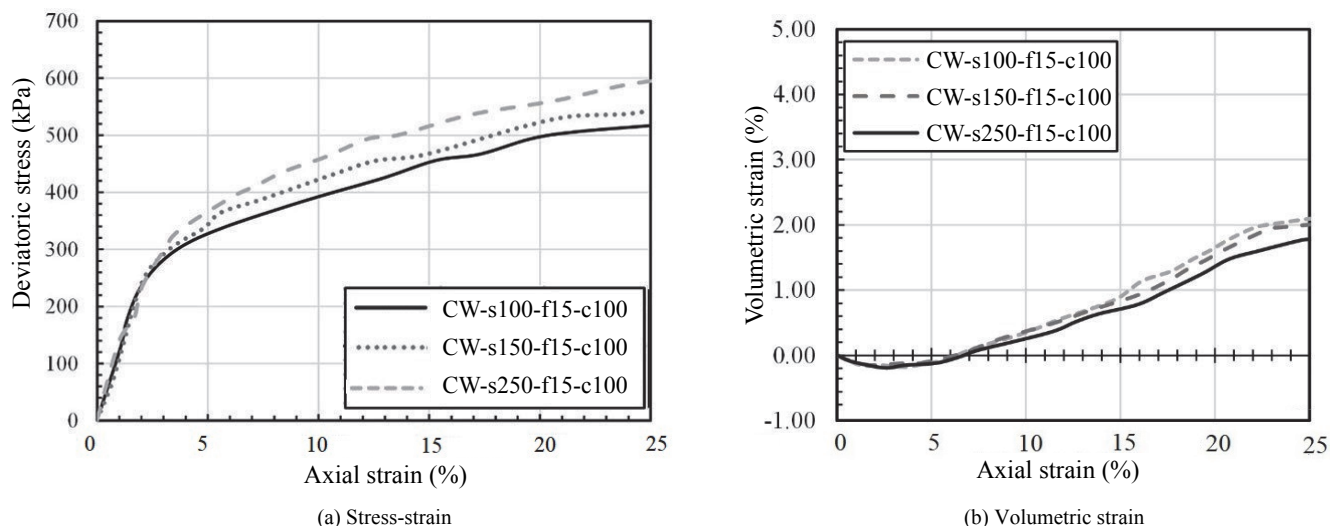 700
600
500
400
300
200
100
0
Deviatoric stress (kPa)
CW-s100-f15-c100
CW-s150-f15-c100
CW-s250-f15-c100
0 5 10 15 20 25
Axial strain (%)
(a) Stress-strain
5.00
4.00
3.00
2.00
1.00
0.00
-1.00
Volumetric strain (%)
CW-s100-f15-c100
CW-s150-f15-c100
CW-s250-f15-c100
0 5 10 15 20 25
Axial strain (%)
(b) Volumetric strain